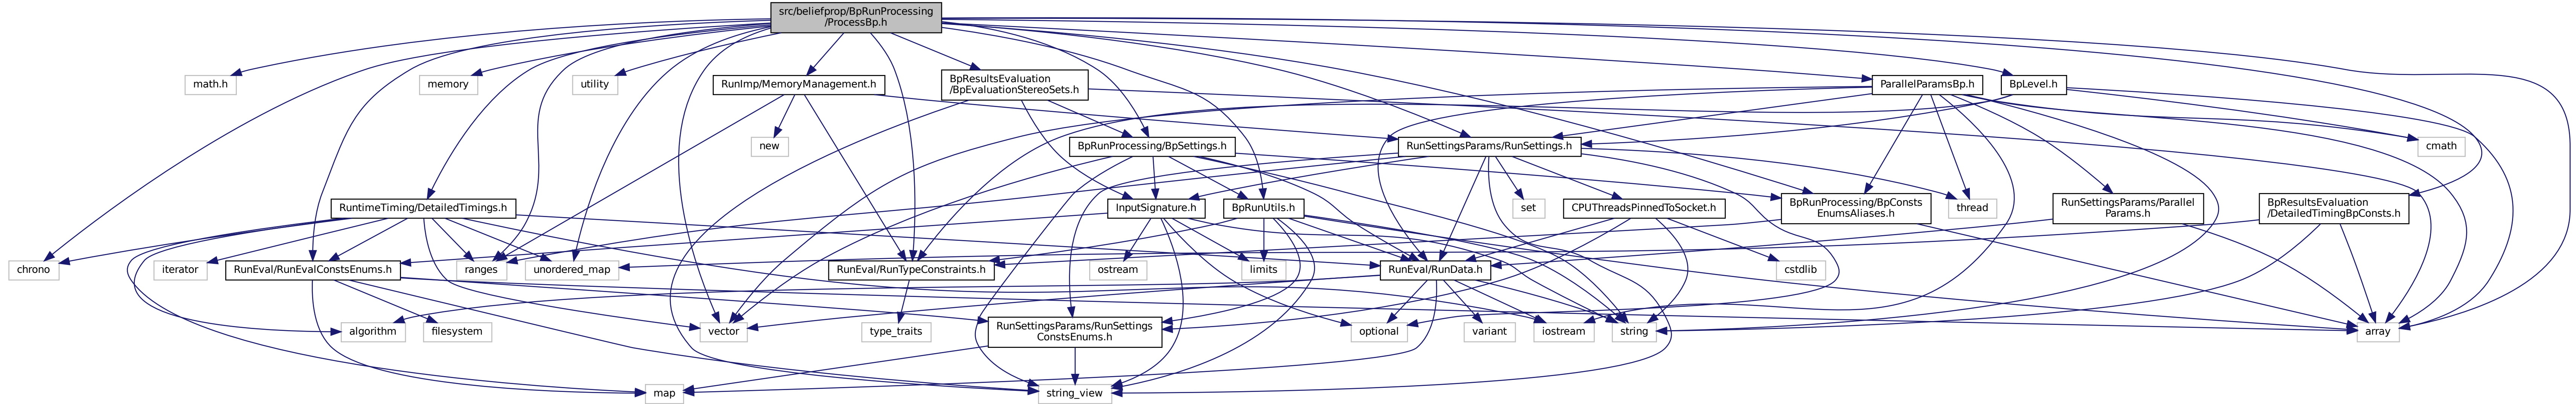 src/beliefprop/BpRunProcessing
/ProcessBp.h
math.h
memory
utility
RunImp/MemoryManagement.h
BpResultsEvaluation
/BpEvaluationStereoSets.h
ParallelParamsBp.h
BpLevel.h
new
BpRunProcessing/BpSettings.h
RunSettingsParams/RunSettings.h
cmath
RuntimeTiming/DetailedTimings.h
InputSignature.h
BpRunUtils.h
set
CPUThreadsPinnedToSocket.h
BpRunProcessing/BpConsts
EnumsAliases.h
thread
RunSettingsParams/Parallel
Params.h
BpResultsEvaluation
/DetailedTimingBpConsts.h
chrono
iterator
RunEval/RunEvalConstsEnums.h
ranges
unordered_map
RunEval/RunTypeConstraints.h
ostream
limits
RunEval/RunData.h
cstdlib
algorithm
filesystem
vector
type_traits
RunSettingsParams/RunSettings
ConstsEnums.h
optional
variant
iostream
string
array
map
string_view